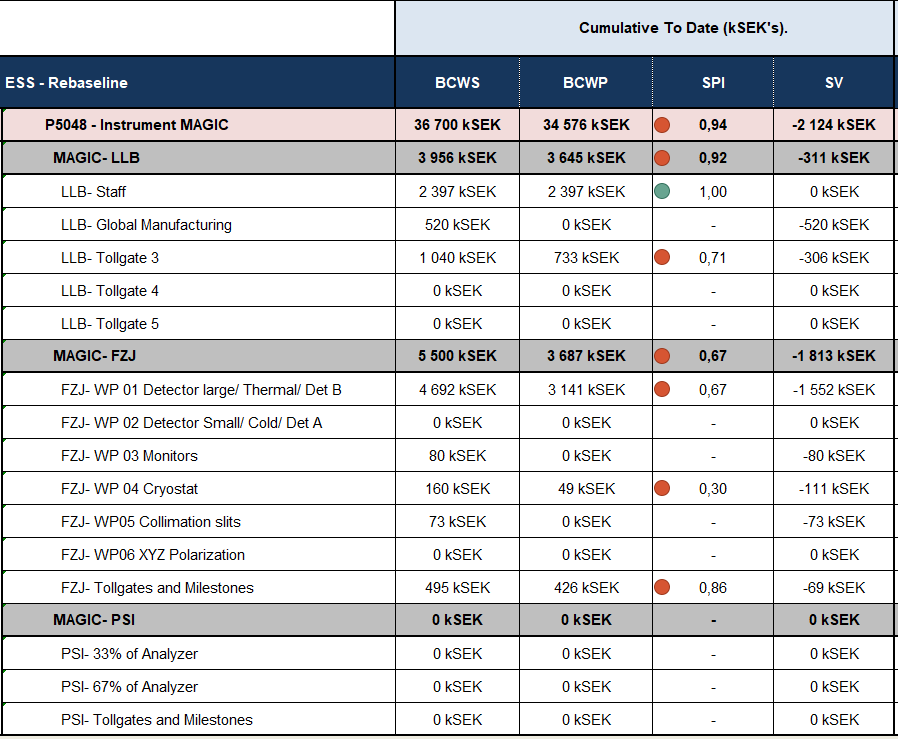 Cumulative To Date (kSEK's).
ESS - Rebaseline BCWS BCWP SPI SV
P5048 - Instrument MAGIC 36 700 kSEK 34 576 kSEK 0,94 -2 124 kSEK
MAGIC- LLB 3 956 kSEK 3 645 kSEK 0,92 -311 kSEK
LLB- Staff 2 397 kSEK 2 397 kSEK 1,00 0 kSEK
LLB- Global Manufacturing 520 kSEK 0 kSEK - -520 kSEK
LLB- Tollgate 3 1 040 kSEK 733 kSEK 0,71 -306 kSEK
LLB- Tollgate 4 0 kSEK 0 kSEK - 0 kSEK
LLB- Tollgate 5 0 kSEK 0 kSEK - 0 kSEK
MAGIC- FZJ 5 500 kSEK 3 687 kSEK 0,67 -1 813 kSEK
FZJ- WP 01 Detector large/ Thermal/ Det B 4 692 kSEK 3 141 kSEK 0,67 -1 552 kSEK
FZJ- WP 02 Detector Small/ Cold/ Det A 0 kSEK 0 kSEK - 0 kSEK
FZJ- WP 03 Monitors 80 kSEK 0 kSEK - -80 kSEK
FZJ- WP 04 Cryostat 160 kSEK 49 kSEK 0,30 -111 kSEK
FZJ- WP05 Collimation slits 73 kSEK 0 kSEK - -73 kSEK
FZJ- WP06 XYZ Polarization 0 kSEK 0 kSEK - 0 kSEK
FZJ- Tollgates and Milestones 495 kSEK 426 kSEK 0,86 -69 kSEK
MAGIC- PSI 0 kSEK 0 kSEK - 0 kSEK
PSI- 33% of Analyzer 0 kSEK 0 kSEK - 0 kSEK
PSI- 67% of Analyzer 0 kSEK 0 kSEK - 0 kSEK
PSI- Tollgates and Milestones 0 kSEK 0 kSEK - 0 kSEK